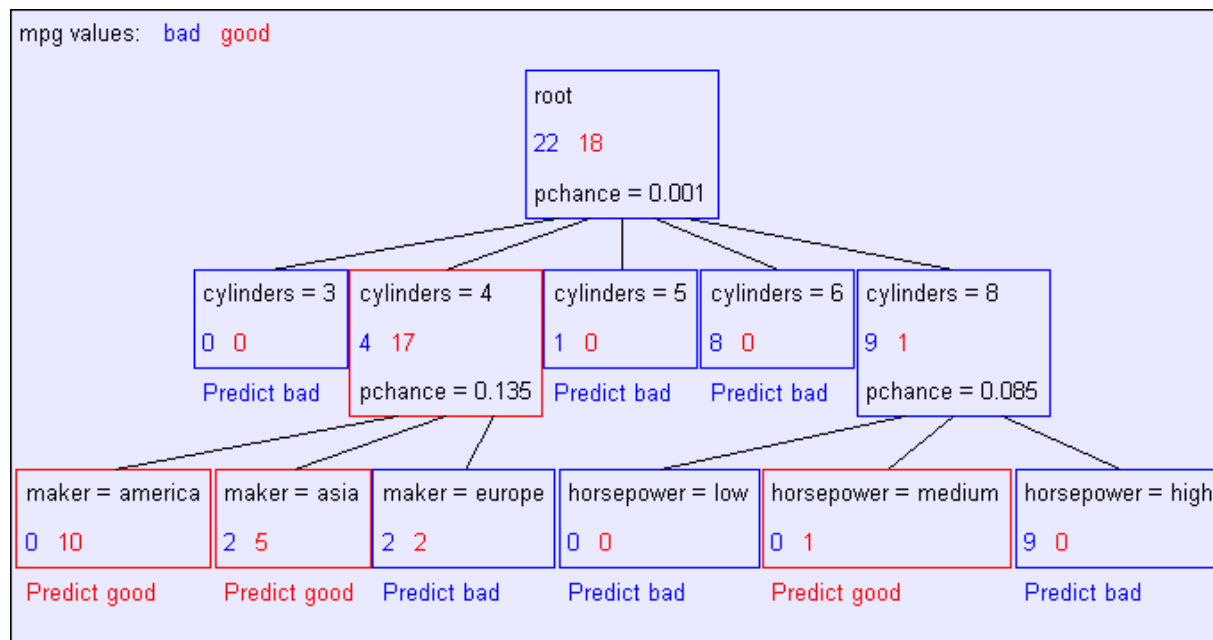 mpg values: bad good
root
22 18
pchance = 0.001
cylinders = 3
0 0
Predict bad
cylinders = 4
4 17
pchance = 0.135
cylinders = 5
1 0
Predict bad
cylinders = 6
8 0
Predict bad
cylinders = 8
9 1
pchance = 0.085
maker = america
0 10
Predict good
maker = asia
2 5
Predict good
maker = europe
2 2
Predict bad
horsepower = low
0 0
Predict bad
horsepower = medium
0 1
Predict good
horsepower = high
9 0
Predict bad